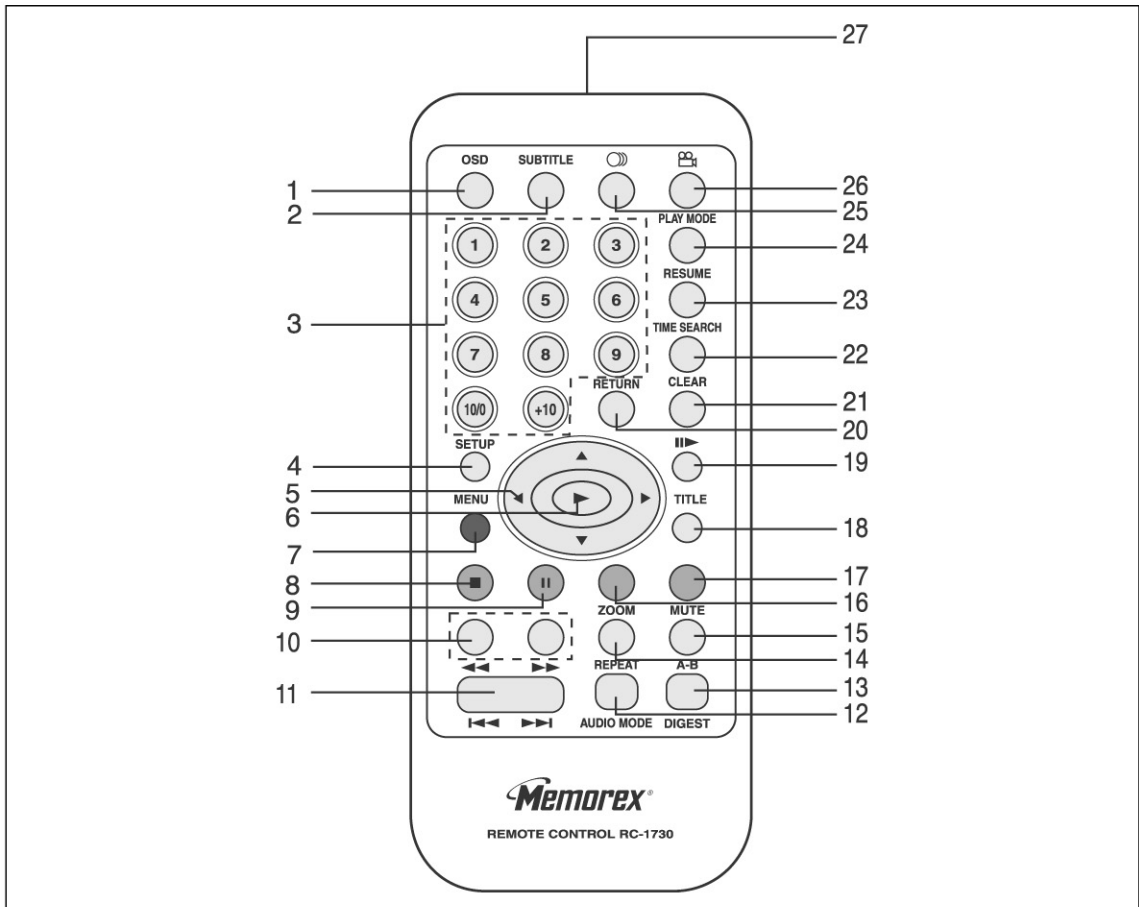 27
OSD SUBTITLE
1 26
2 25
PLAY MODE
1 2 3 24
RESUME
4 5 6 23
3 TIME SEARCH
7 8 9 22
RETURN CLEAR
10/0 +10 21
20
SETUP
4 19
5 MENU TITLE
6
18
7
8 17
9 16
ZOOM MUTE
10 15
14
REPEAT A-B
11 13
12
AUDIO MODE DIGEST
Memorex®
REMOTE CONTROL RC-1730